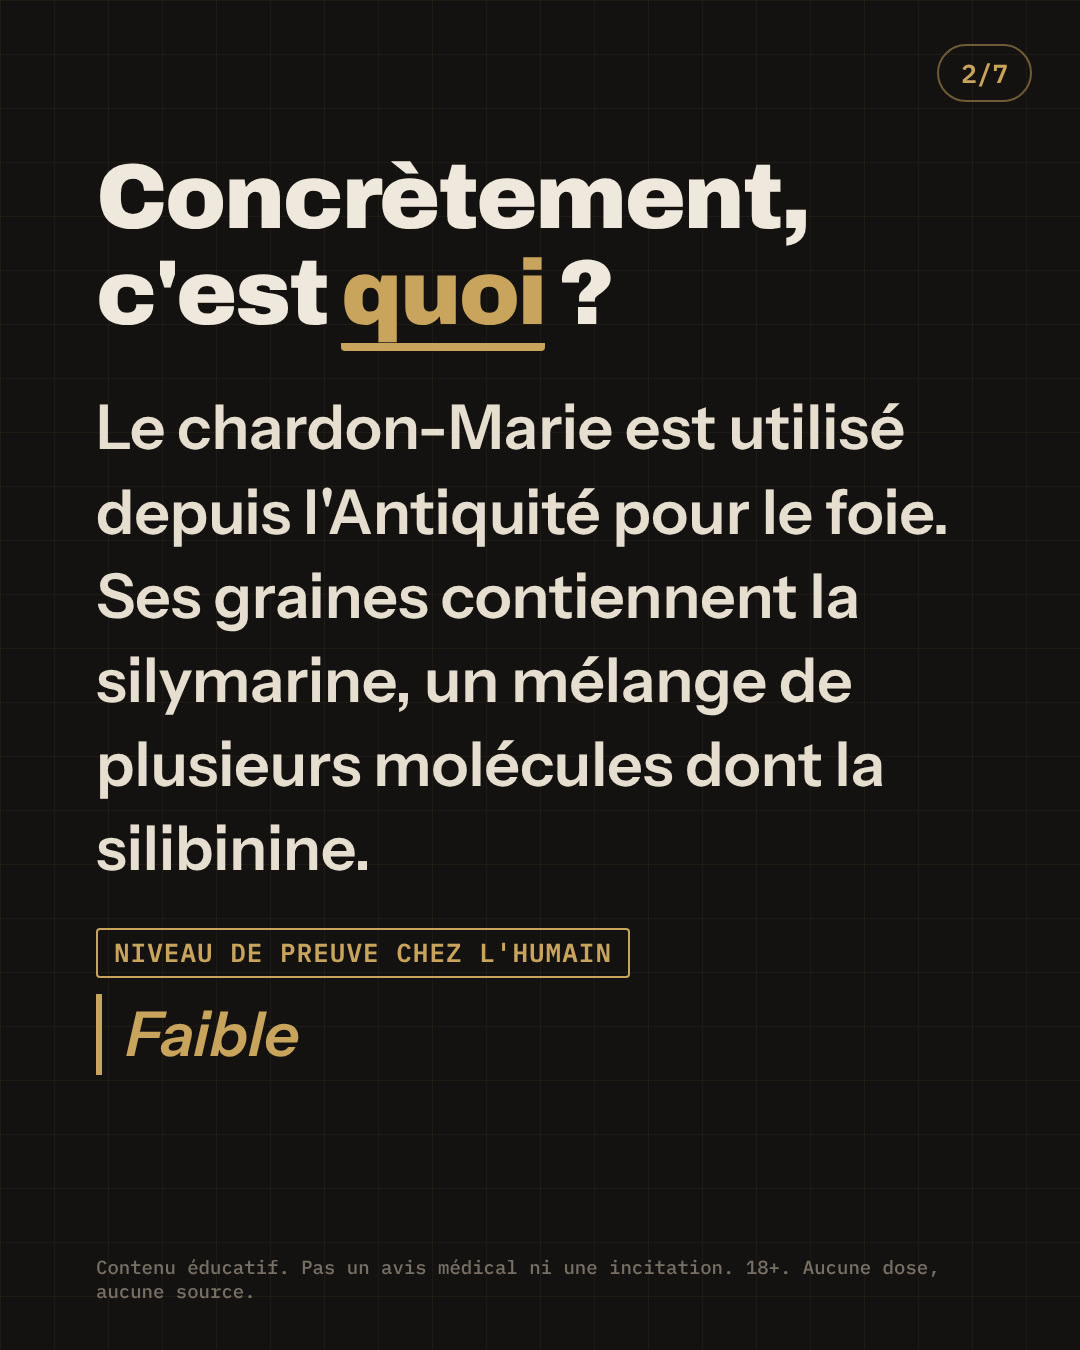 2/7
Concrètement,
c'est quoi ?
Le chardon-Marie est utilisé
depuis l'Antiquité pour le foie.
Ses graines contiennent la
silymarine, un mélange de
plusieurs molécules dont la
silibinine.
NIVEAU DE PREUVE CHEZ L'HUMAIN
Faible
Contenu éducatif. Pas un avis médical ni une incitation. 18+. Aucune dose,
aucune source.